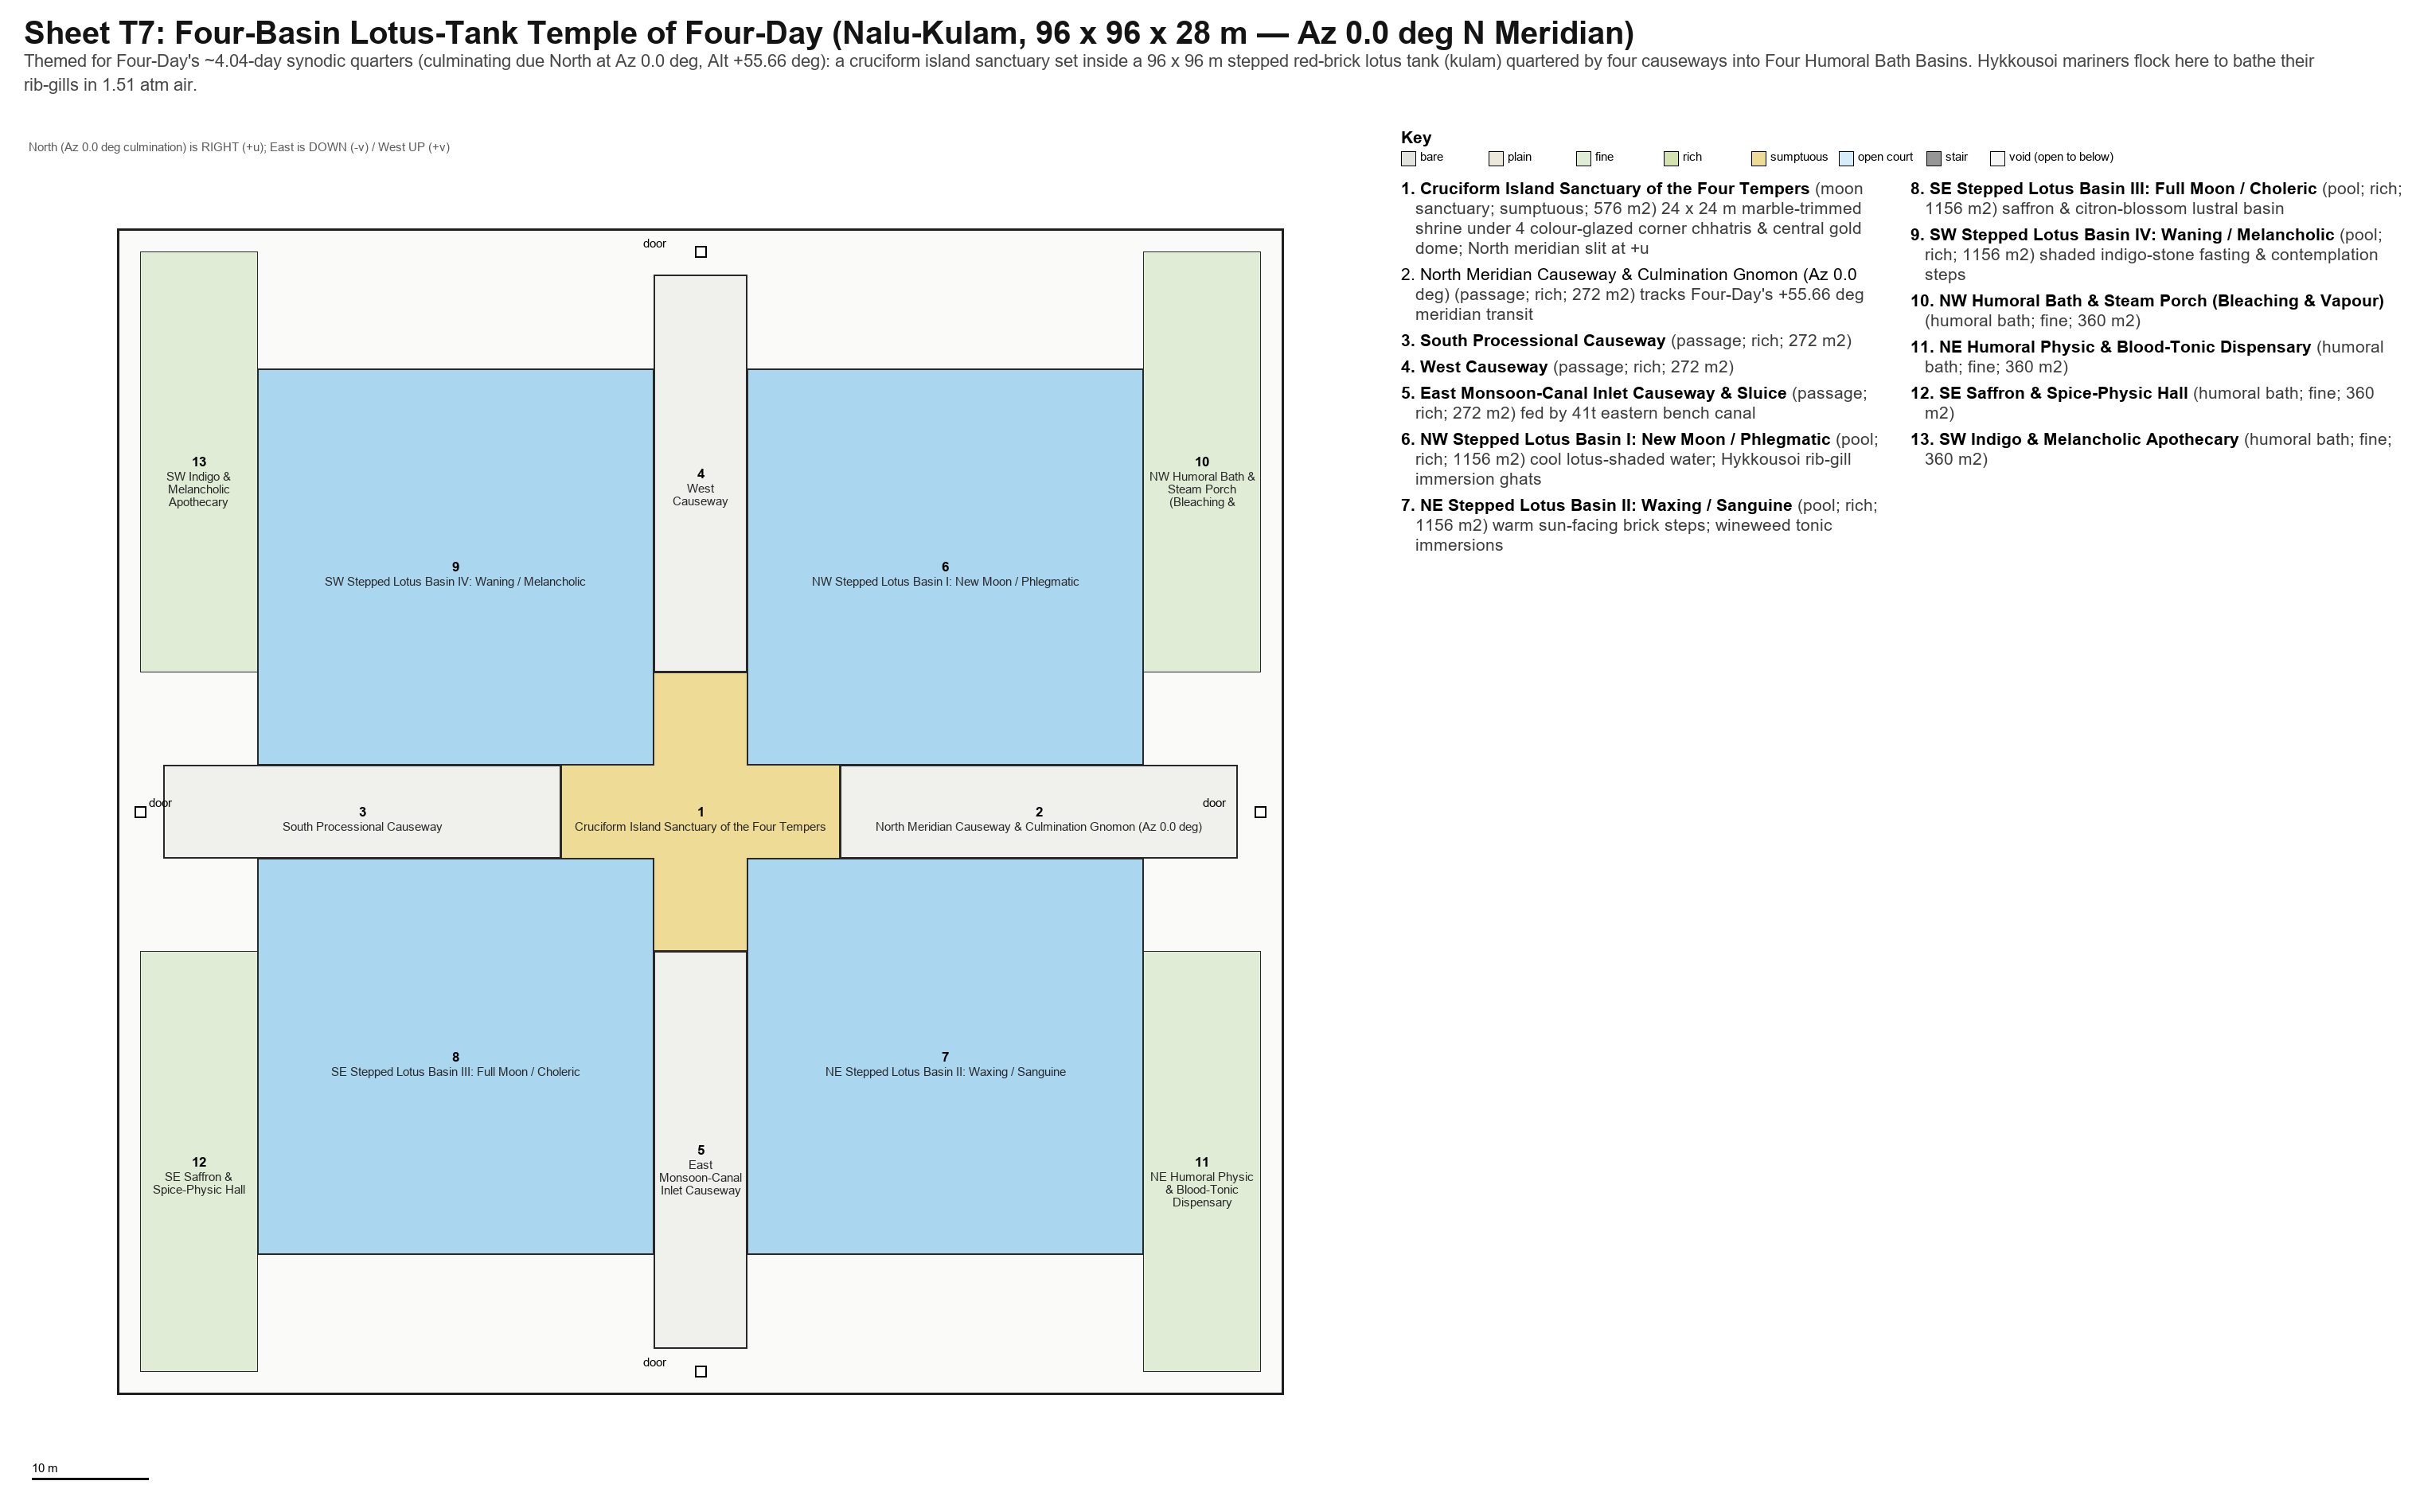 Sheet T7: Four-Basin Lotus-Tank Temple of Four-Day (Nalu-Kulam, 96 x 96 x 28 m — Az 0.0 deg N Meridian)
Themed for Four-Day's ~4.04-day synodic quarters (culminating due North at Az 0.0 deg, Alt +55.66 deg): a cruciform island sanctuary set inside a 96 x 96 m stepped red-brick lotus tank (kulam) quartered by four causeways into Four Humoral Bath Basins. Hykkousoi mariners flock here to bathe their
rib-gills in 1.51 atm air.
North (Az 0.0 deg culmination) is RIGHT (+u); East is DOWN (-v) / West UP (+v)
door
13
SW Indigo &
Melancholic
Apothecary
4
West
Causeway
10
NW Humoral Bath &
Steam Porch
(Bleaching &
9
SW Stepped Lotus Basin IV: Waning / Melancholic
6
NW Stepped Lotus Basin I: New Moon / Phlegmatic
door
3
South Processional Causeway
1
Cruciform Island Sanctuary of the Four Tempers
2
North Meridian Causeway & Culmination Gnomon (Az 0.0 deg)
door
8
SE Stepped Lotus Basin III: Full Moon / Choleric
7
NE Stepped Lotus Basin II: Waxing / Sanguine
12
SE Saffron &
Spice-Physic Hall
5
East
Monsoon-Canal
Inlet Causeway
11
NE Humoral Physic
& Blood-Tonic
Dispensary
door
10 m
Key
bare
plain
fine
rich
sumptuous
open court
stair
void (open to below)
1. Cruciform Island Sanctuary of the Four Tempers (moon
sanctuary; sumptuous; 576 m2) 24 x 24 m marble-trimmed
shrine under 4 colour-glazed corner chhatris & central gold
dome; North meridian slit at +u
2. North Meridian Causeway & Culmination Gnomon (Az 0.0
deg) (passage; rich; 272 m2) tracks Four-Day's +55.66 deg
meridian transit
3. South Processional Causeway (passage; rich; 272 m2)
4. West Causeway (passage; rich; 272 m2)
5. East Monsoon-Canal Inlet Causeway & Sluice (passage;
rich; 272 m2) fed by 41t eastern bench canal
6. NW Stepped Lotus Basin I: New Moon / Phlegmatic (pool;
rich; 1156 m2) cool lotus-shaded water; Hykkousoi rib-gill
immersion ghats
7. NE Stepped Lotus Basin II: Waxing / Sanguine (pool; rich;
1156 m2) warm sun-facing brick steps; wineweed tonic
immersions
8. SE Stepped Lotus Basin III: Full Moon / Choleric (pool; rich;
1156 m2) saffron & citron-blossom lustral basin
9. SW Stepped Lotus Basin IV: Waning / Melancholic (pool;
rich; 1156 m2) shaded indigo-stone fasting & contemplation
steps
10. NW Humoral Bath & Steam Porch (Bleaching & Vapour)
(humoral bath; fine; 360 m2)
11. NE Humoral Physic & Blood-Tonic Dispensary (humoral
bath; fine; 360 m2)
12. SE Saffron & Spice-Physic Hall (humoral bath; fine; 360
m2)
13. SW Indigo & Melancholic Apothecary (humoral bath; fine;
360 m2)